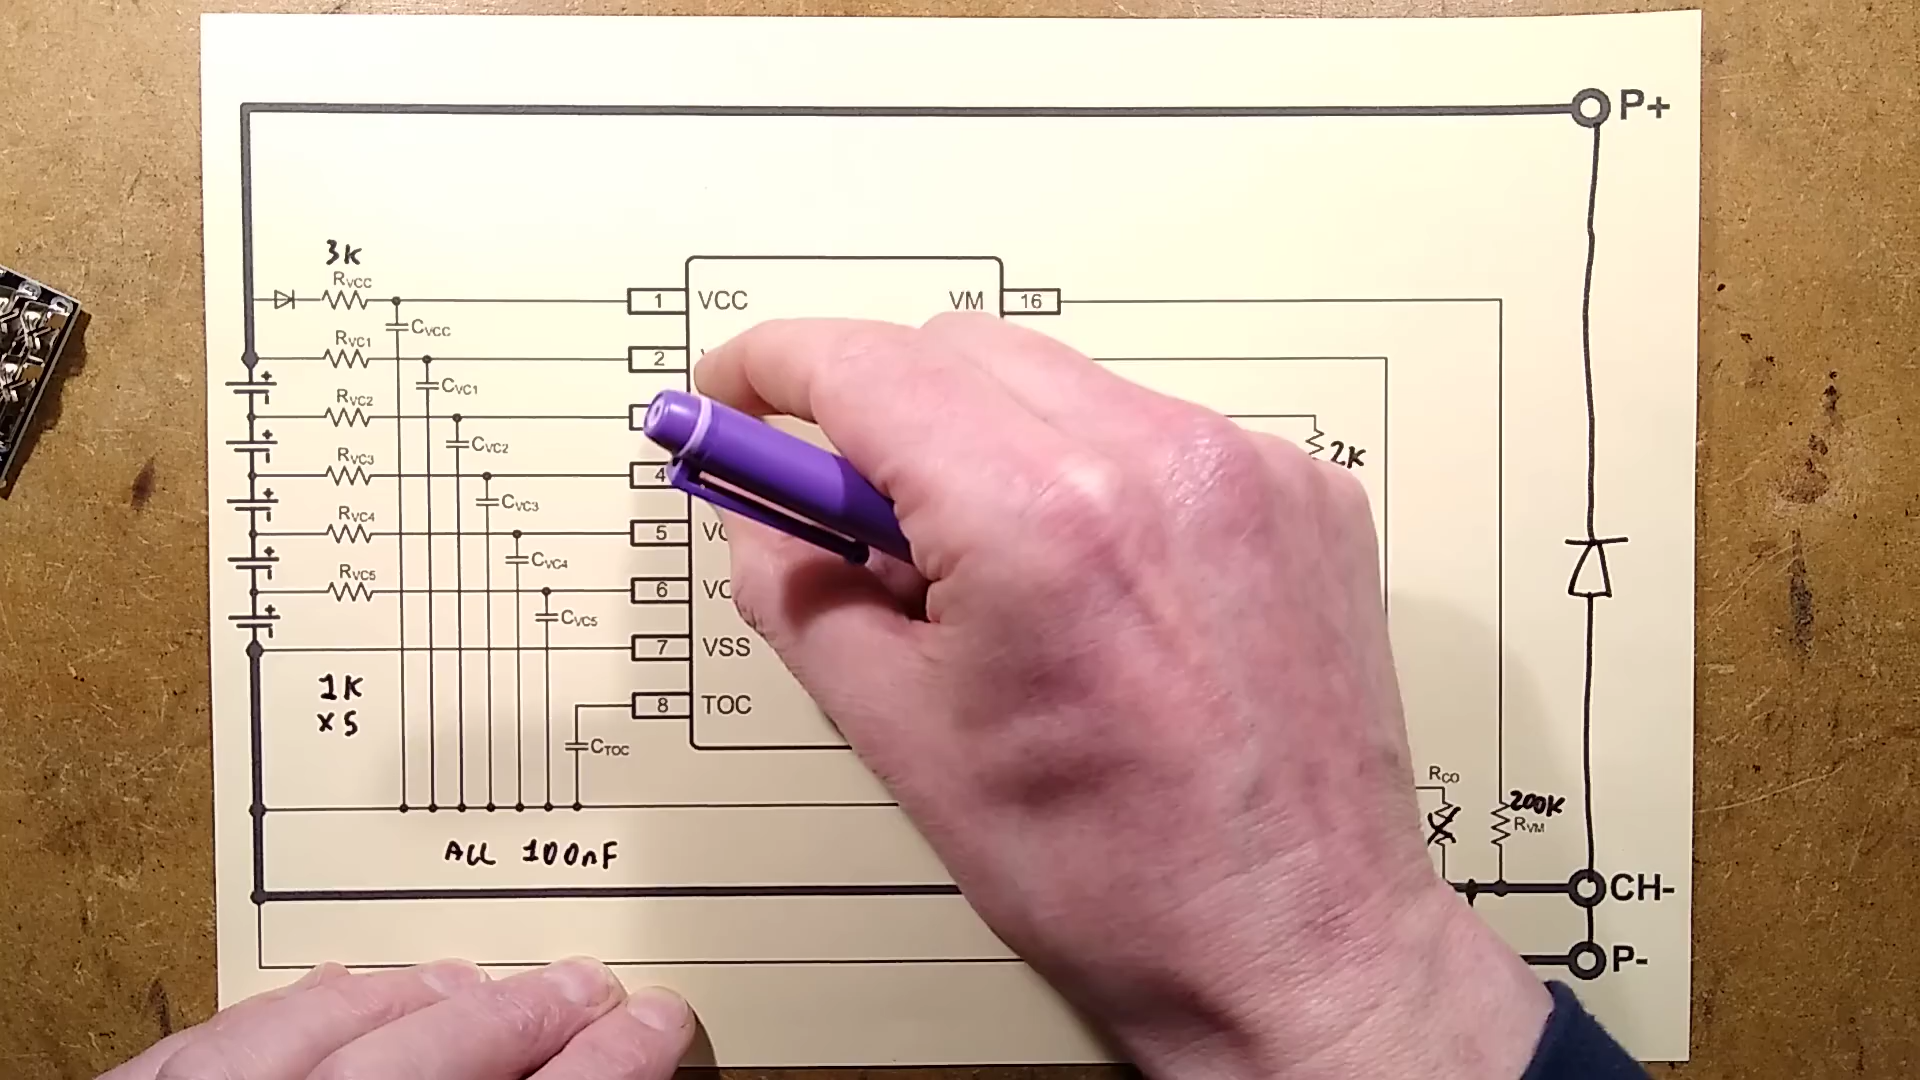 P+
3K
RVCC
1 VCC
VM 16
CVCC
RVC1
2
CVC1
RVC2
CVC2
2K
RVC3
4
CVC3
RVC4
5
CVC4
RVC5
6
CVC5
7 VSS
1K
x5
8 TOC
CTOC
RCO
200K
RVM
ALL 100nF
CH-
P-